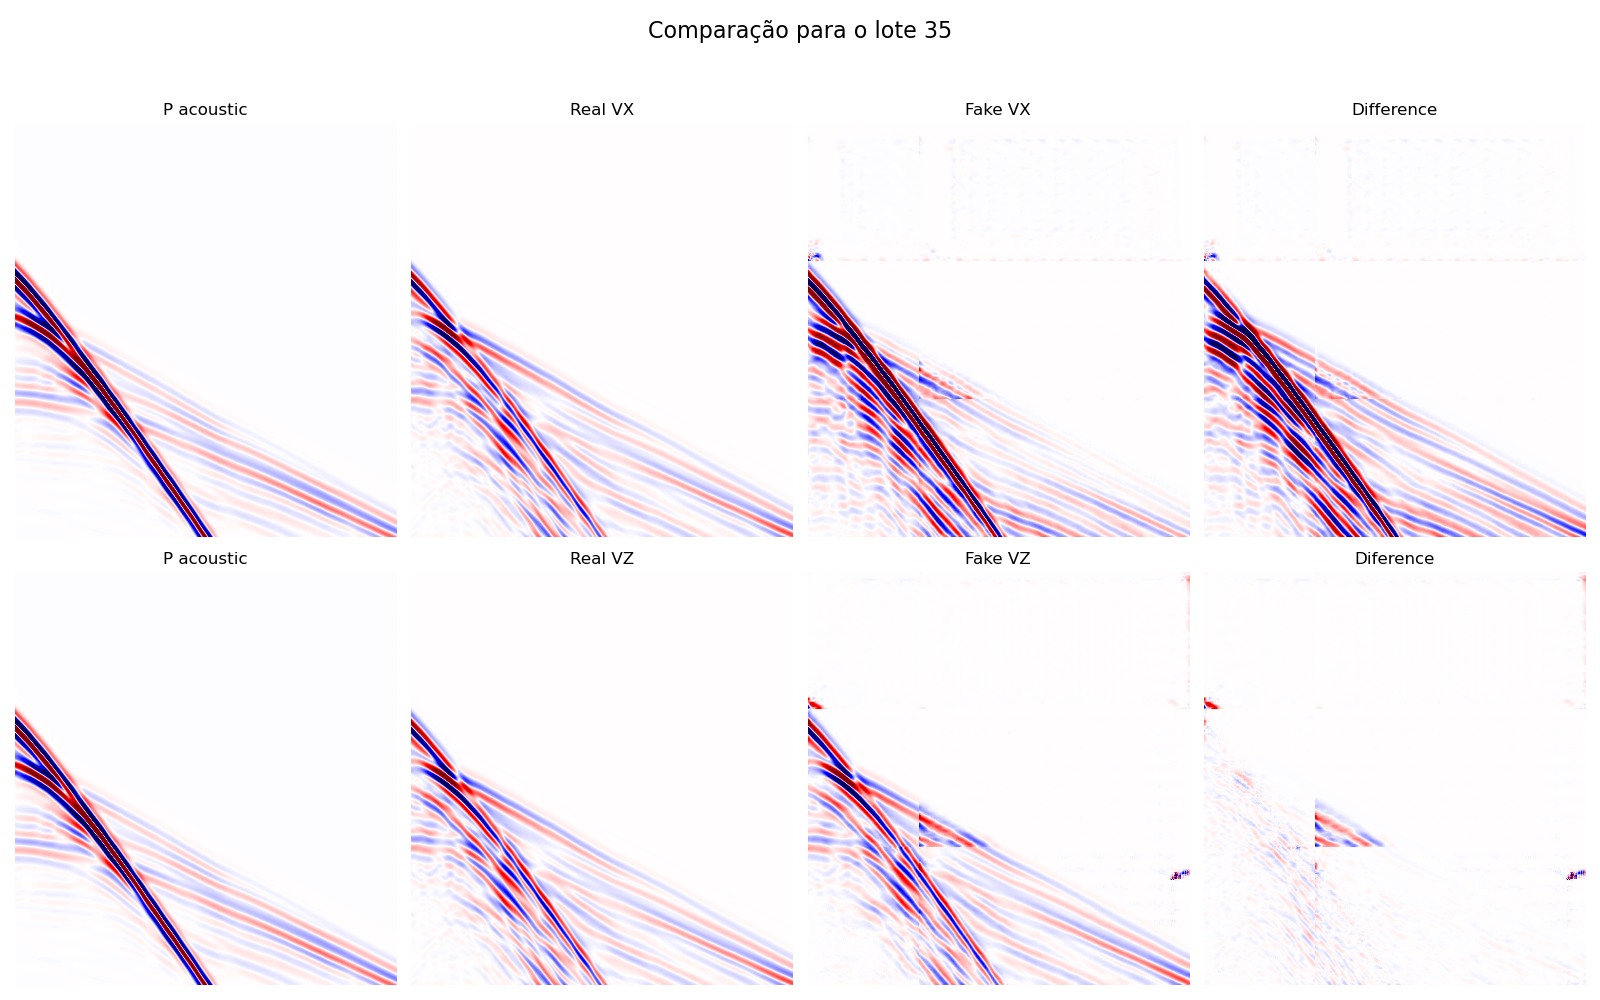 Comparação para o lote 35
P acoustic
Real VX
Fake VX
Difference
P acoustic
Real VZ
Fake VZ
Diference